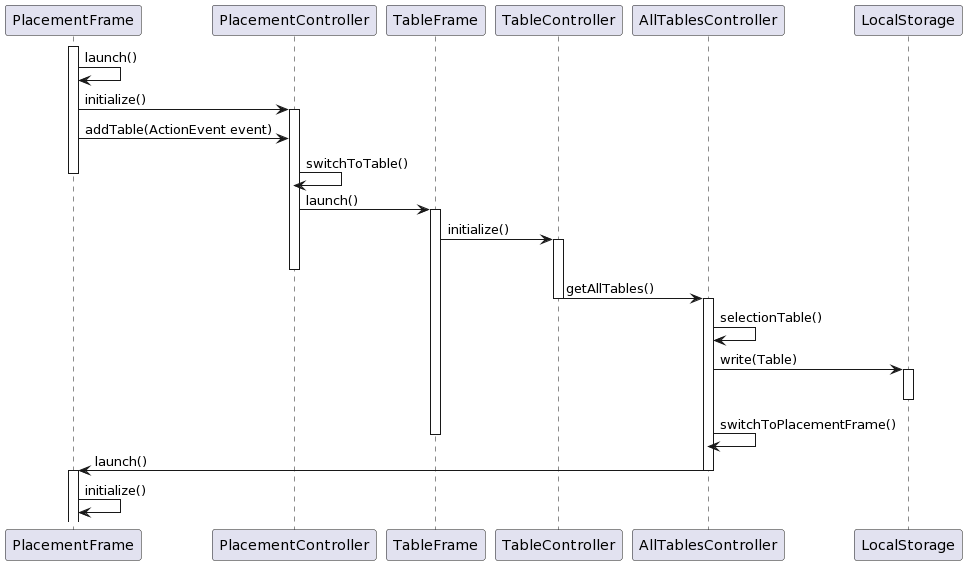 PlacementFrame PlacementController TableFrame TableController AllTablesController LocalStorage
launch()
initialize()
addTable(ActionEvent event)
switchToTable()
launch()
initialize()
getAllTables()
selectionTable()
write(Table)
switchToPlacementFrame()
launch()
initialize()
PlacementFrame PlacementController TableFrame TableController AllTablesController LocalStorage